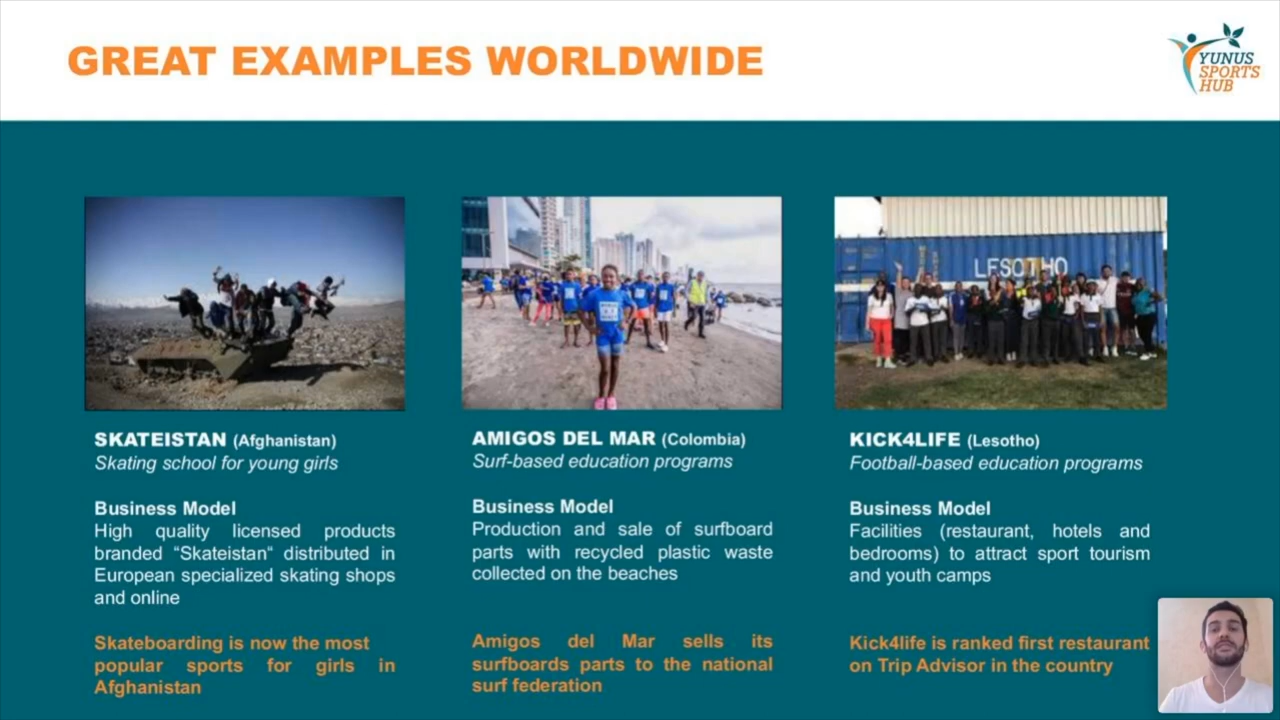 GREAT EXAMPLES WORLDWIDE
YUNUS
SPORTS
HUB
LESOTHO
SKATEISTAN (Afghanistan)
Skating school for young girls
Business Model
High quality licensed products
branded “Skateistan“ distributed in
European specialized skating shops
and online
Skateboarding is now the most
popular sports for girls in
Afghanistan
AMIGOS DEL MAR (Colombia)
Surf-based education programs
Business Model
Production and sale of surfboard
parts with recycled plastic waste
collected on the beaches
Amigos del Mar sells its
surfboards parts to the national
surf federation
KICK4LIFE (Lesotho)
Football-based education programs
Business Model
Facilities (restaurant, hotels and
bedrooms) to attract sport tourism
and youth camps
Kick4life is ranked first restaurant
on Trip Advisor in the country